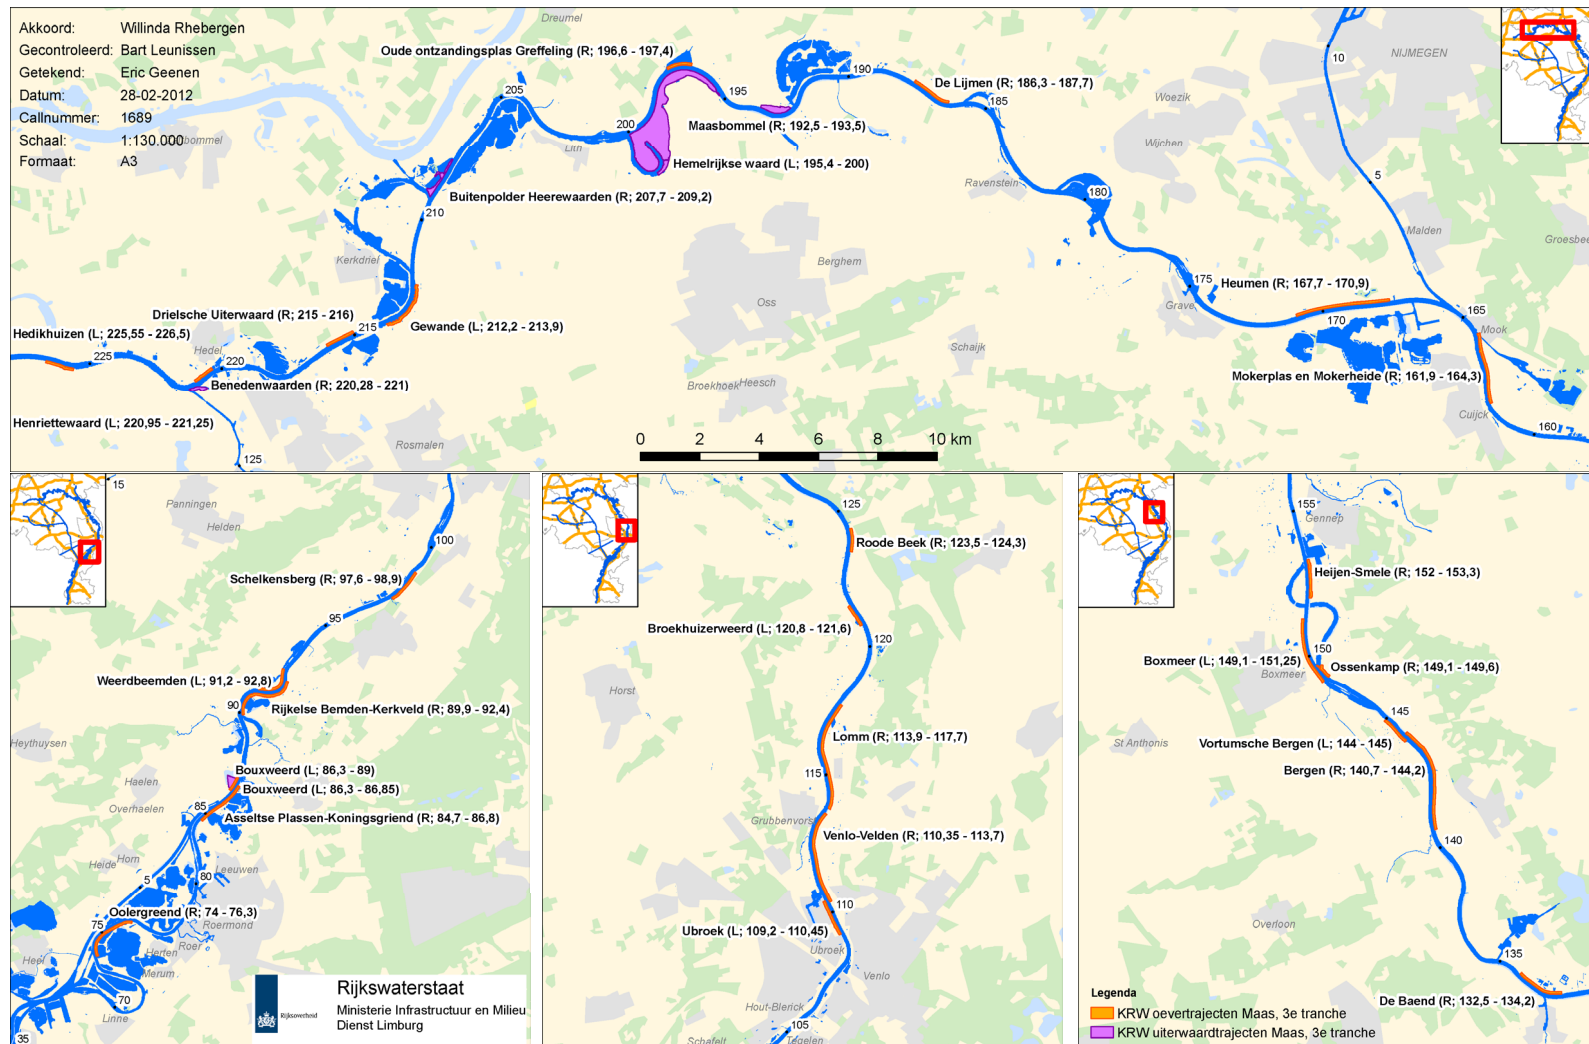 Akkoord: Willinda Rhebergen
Gecontroleerd: Bart Leunissen
Getekend: Eric Geenen
Datum: 28-02-2012
Callnummer: 1689
Schaal: 1:130.000
Formaat: A3
Dreumel
Oude ontzandingsplas Greffeling (R; 196,6 - 197,4)
NIJMEGEN
10
190
De Lijmen (R; 186,3 - 187,7)
205
195
185
Woezik
200
Maasbommel (R; 192,5 - 193,5)
Wijchen
Lith
Hemelrijkse waard (L; 195,4 - 200)
5
Ravenstein
180
Buitenpolder Heerewaarden (R; 207,7 - 209,2)
210
Malden
Groesbee
Kerkdriel
Berghem
175
Heumen (R; 167,7 - 170,9)
Oss
Grave
Drielsche Uiterwaard (R; 215 - 216)
215
Gewande (L; 212,2 - 213,9)
170
165
Mook
Hedikhuizen (L; 225,55 - 226,5)
Hedel
Schaijk
225
220
Mokerplas en Mokerheide (R; 161,9 - 164,3)
Benedenwaarden (R; 220,28 - 221)
Broekhoek
Heesch
Cuijck
Henriettewaard (L; 220,95 - 221,25)
160
Rosmalen
0 2 4 6 8 10 km
125
15
Panningen
Helden
100
Schelkensberg (R; 97,6 - 98,9)
95
Weerdbeemden (L; 91,2 - 92,8)
90
Rijkelse Bemden-Kerkveld (R; 89,9 - 92,4)
Heythuysen
Bouxweerd (L; 86,3 - 89)
Haelen
Bouxweerd (L; 86,3 - 86,85)
Overhaelen
85
Asseltse Plassen-Koningsgriend (R; 84,7 - 86,8)
Heide
Horn
Leeuwen
5
80
Oolergreend (R; 74 - 76,3)
75
Roermond
Roer
Herten
Heel
Merum
70
Linne
35
Rijksoverheid
Rijkswaterstaat
Ministerie Infrastructuur en Milieu
Dienst Limburg
125
Roode Beek (R; 123,5 - 124,3)
Broekhuizerweerd (L; 120,8 - 121,6)
120
Horst
Lomm (R; 113,9 - 117,7)
115
Grubbenvorst
Venlo-Velden (R; 110,35 - 113,7)
110
Ubroek (L; 109,2 - 110,45)
Ubroek
Venlo
Hout-Blerick
105
Schafelt
Tegelen
155
Gennep
Heijen-Smele (R; 152 - 153,3)
150
Boxmeer (L; 149,1 - 151,25)
Ossenkamp (R; 149,1 - 149,6)
Boxmeer
145
St Anthonis
Vortumsche Bergen (L; 144 - 145)
Bergen (R; 140,7 - 144,2)
140
Overloon
135
De Baend (R; 132,5 - 134,2)
Legenda
KRW oevertrajecten Maas, 3e tranche
KRW uiterwaardtrajecten Maas, 3e tranche